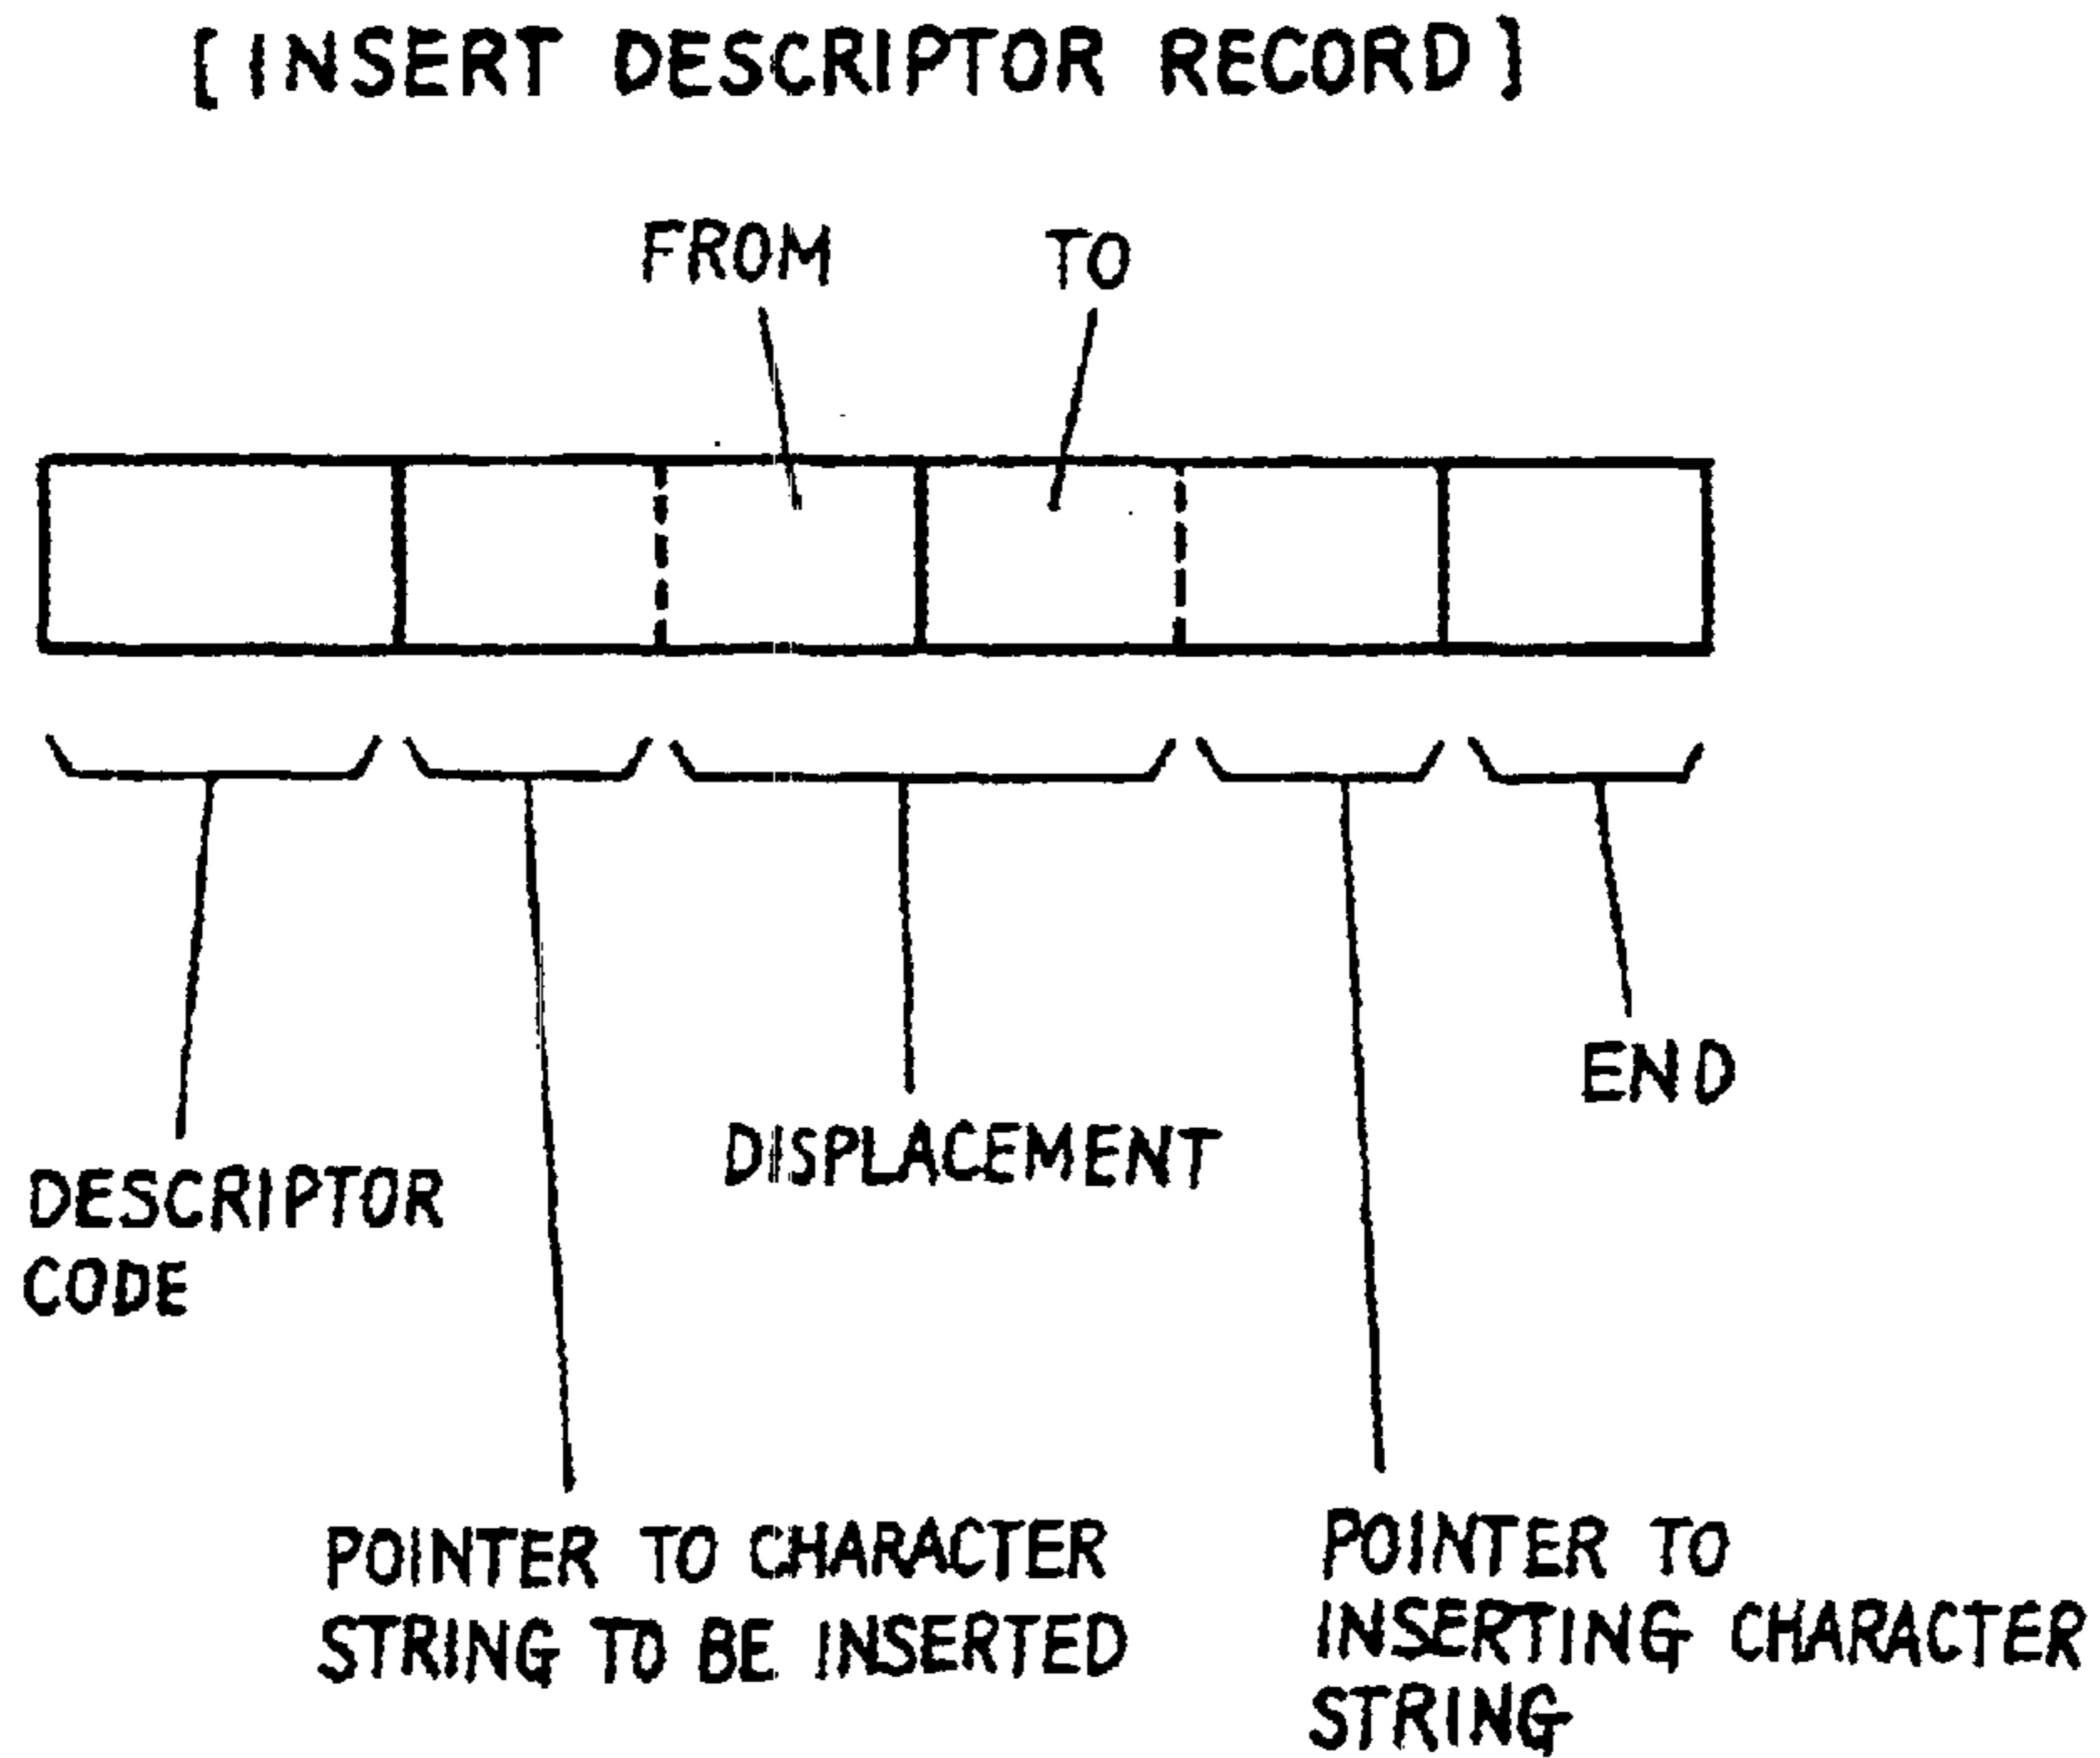 [INSERT DESCRIPTOR RECORD]
FROM
TO
END
DISPLACEMENT
DESCRIPTOR
CODE
POINTER TO CHARACTER
STRING TO BE INSERTED
POINTER TO
INSERTING CHARACTER
STRING